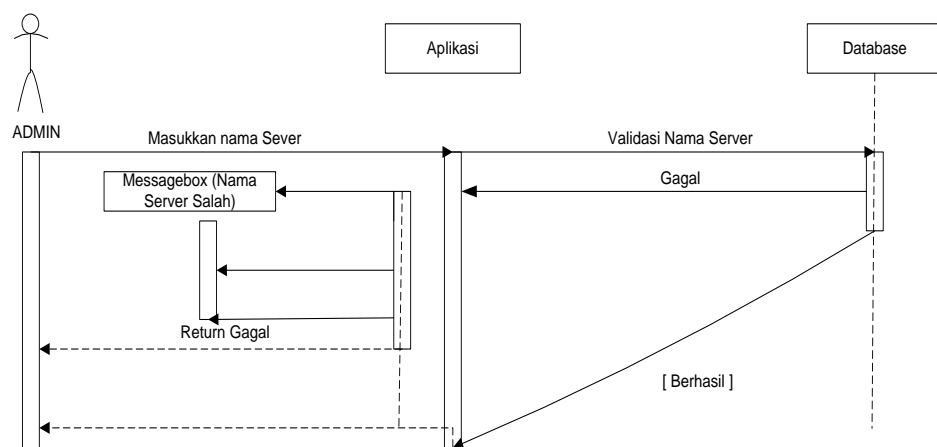 Aplikasi
Database
ADMIN
Masukkan nama Sever
Validasi Nama Server
Messagebox (Nama
Server Salah)
Gagal
Return Gagal
[ Berhasil ]